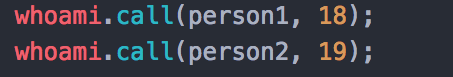 whoami.call(person1, 18);
whoami.call(person2, 19);